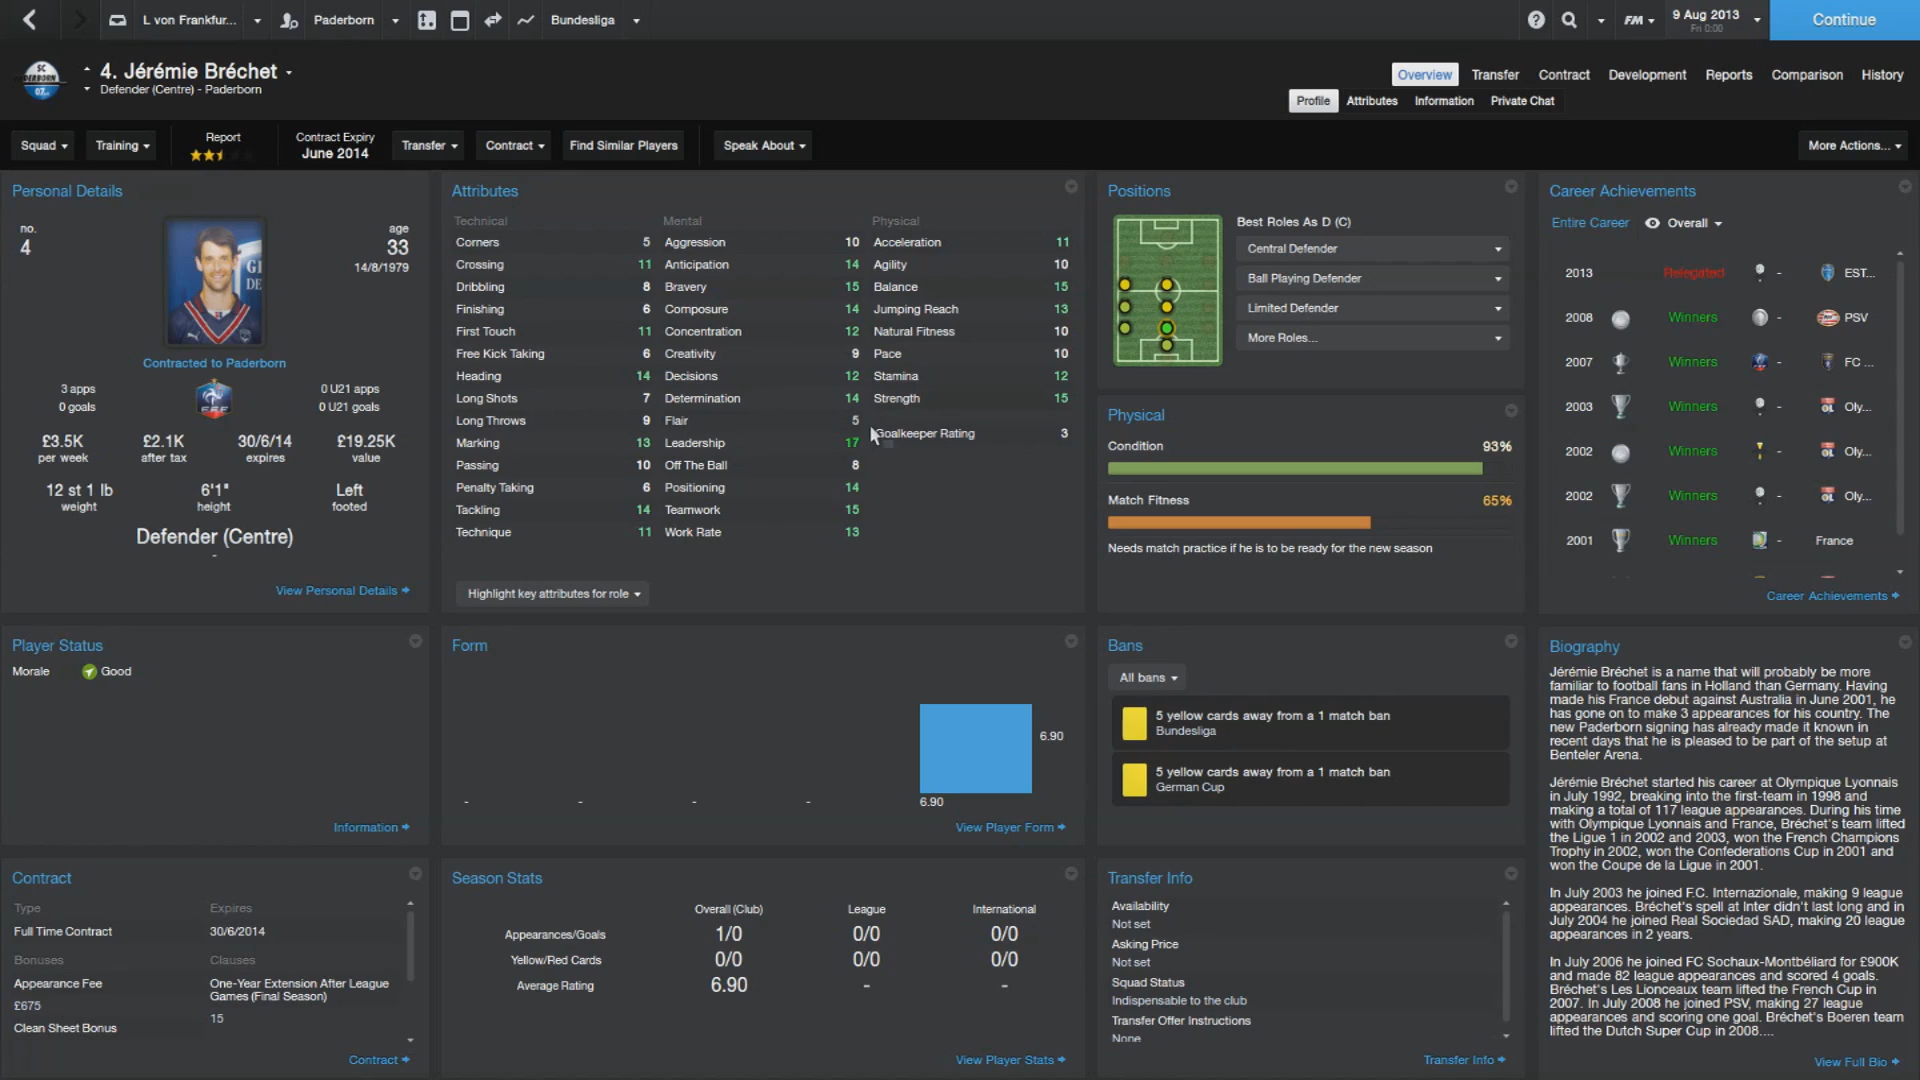 L von Frankfur...
Paderborn
Bundesliga
FM
9 Aug 2013
Fri 0:00
Continue
4. Jérémie Bréchet
Defender (Centre) - Paderborn
Overview Transfer Contract Development Reports Comparison History
Profile Attributes Information Private Chat
Squad
Training
Report
Contract Expiry
June 2014
Transfer
Contract
Find Similar Players
Speak About
More Actions...
Personal Details
no.
4
age
33
14/8/1979
Contracted to Paderborn
3 apps
0 goals
0 U21 apps
0 U21 goals
£3.5K
per week
£2.1K
after tax
30/6/14
expires
£19.25K
value
12 st 1 lb
weight
6'1"
height
Left
footed
Defender (Centre)
-
View Personal Details
Attributes
Technical Mental Physical
Corners 5 Aggression 10 Acceleration 11
Crossing 11 Anticipation 14 Agility 10
Dribbling 8 Bravery 15 Balance 15
Finishing 6 Composure 14 Jumping Reach 13
First Touch 11 Concentration 12 Natural Fitness 10
Free Kick Taking 6 Creativity 9 Pace 10
Heading 14 Decisions 12 Stamina 12
Long Shots 7 Determination 14 Strength 15
Long Throws 9 Flair 5
Goalkeeper Rating 3
Marking 13 Leadership 17
Passing 10 Off The Ball 8
Penalty Taking 6 Positioning 14
Tackling 14 Teamwork 15
Technique 11 Work Rate 13
Highlight key attributes for role
Positions
Best Roles As D (C)
Central Defender
Ball Playing Defender
Limited Defender
More Roles...
Physical
Condition 93%
Match Fitness 65%
Needs match practice if he is to be ready for the new season
Career Achievements
Entire Career Overall
2013 Relegated - EST...
2008 Winners - PSV
2007 Winners - FC ...
2003 Winners - Oly...
2002 Winners - Oly...
2002 Winners - Oly...
2001 Winners - France
Career Achievements
Player Status
Morale Good
Information
Form
- - - -
6.90
6.90
View Player Form
Bans
All bans
5 yellow cards away from a 1 match ban
Bundesliga
5 yellow cards away from a 1 match ban
German Cup
Biography
Jérémie Bréchet is a name that will probably be more
familiar to football fans in Holland than Germany. Having
made his France debut against Australia in June 2001, he
has gone on to make 3 appearances for his country. The
new Paderborn signing has already made it known in
recent days that he is pleased to be part of the setup at
Benteler Arena.
Jérémie Bréchet started his career at Olympique Lyonnais
in July 1992, breaking into the first-team in 1998 and
making a total of 117 league appearances. During his time
with Olympique Lyonnais and France, Bréchet's team lifted
the Ligue 1 in 2002 and 2003, won the French Champions
Trophy in 2002, won the Confederations Cup in 2001 and
won the Coupe de la Ligue in 2001.
In July 2003 he joined F.C. Internazionale, making 9 league
appearances. Bréchet's spell at Inter didn't last long and in
July 2004 he joined Real Sociedad SAD, making 20 league
appearances in 2 years.
In July 2006 he joined FC Sochaux-Montbéliard for £900K
and made 82 league appearances and scored 4 goals.
Bréchet's Les Lionceaux team lifted the French Cup in
2007. In July 2008 he joined PSV, making 27 league
appearances and scoring one goal. Bréchet's Boeren team
lifted the Dutch Super Cup in 2008....
View Full Bio
Contract
Type Expires
Full Time Contract 30/6/2014
Bonuses Clauses
Appearance Fee
£675
One-Year Extension After League
Games (Final Season)
15
Clean Sheet Bonus
Contract
Season Stats
Overall (Club) League International
Appearances/Goals 1/0 0/0 0/0
Yellow/Red Cards 0/0 0/0 0/0
Average Rating 6.90 - -
View Player Stats
Transfer Info
Availability
Not set
Asking Price
Not set
Squad Status
Indispensable to the club
Transfer Offer Instructions
None
Transfer Info